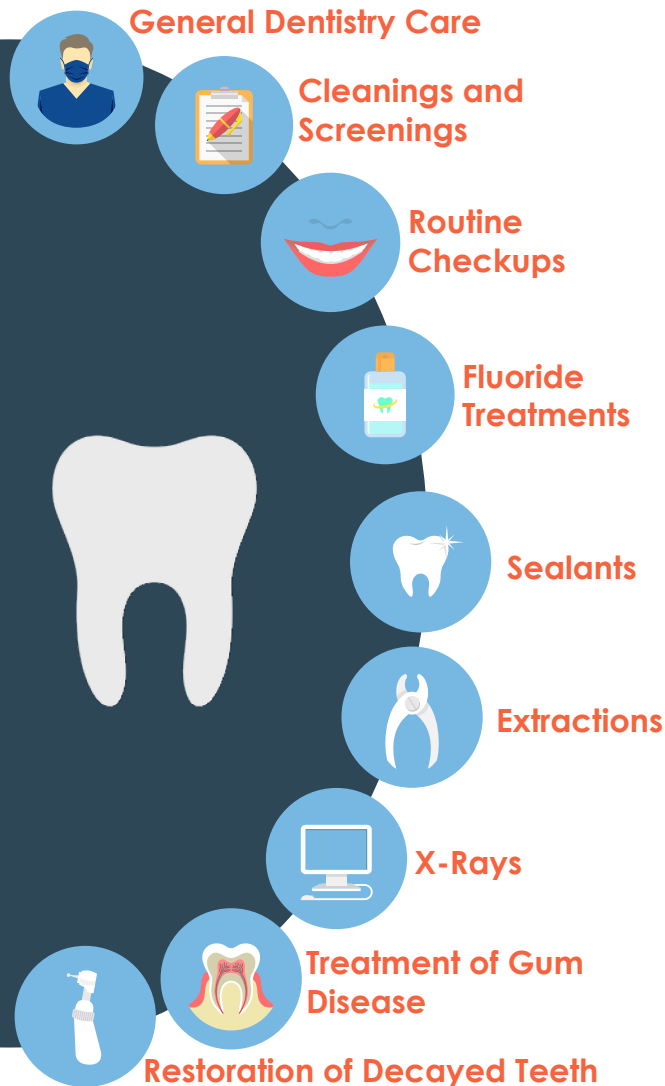 General Dentistry Care
Cleanings and
Screenings
Routine
Checkups
Fluoride
Treatments
Sealants
Extractions
X-Rays
Treatment of Gum
Disease
Restoration of Decayed Teeth